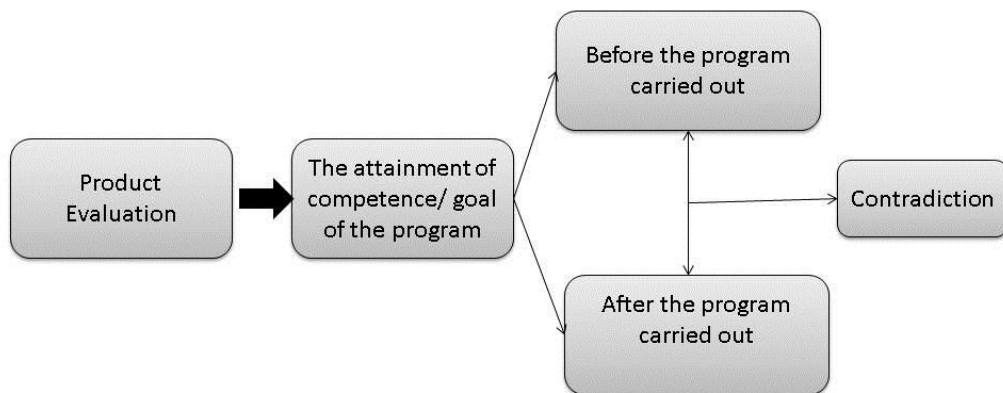 Product
Evaluation
The attainment of
competence/ goal
of the program
Before the program
carried out
After the program
carried out
Contradiction